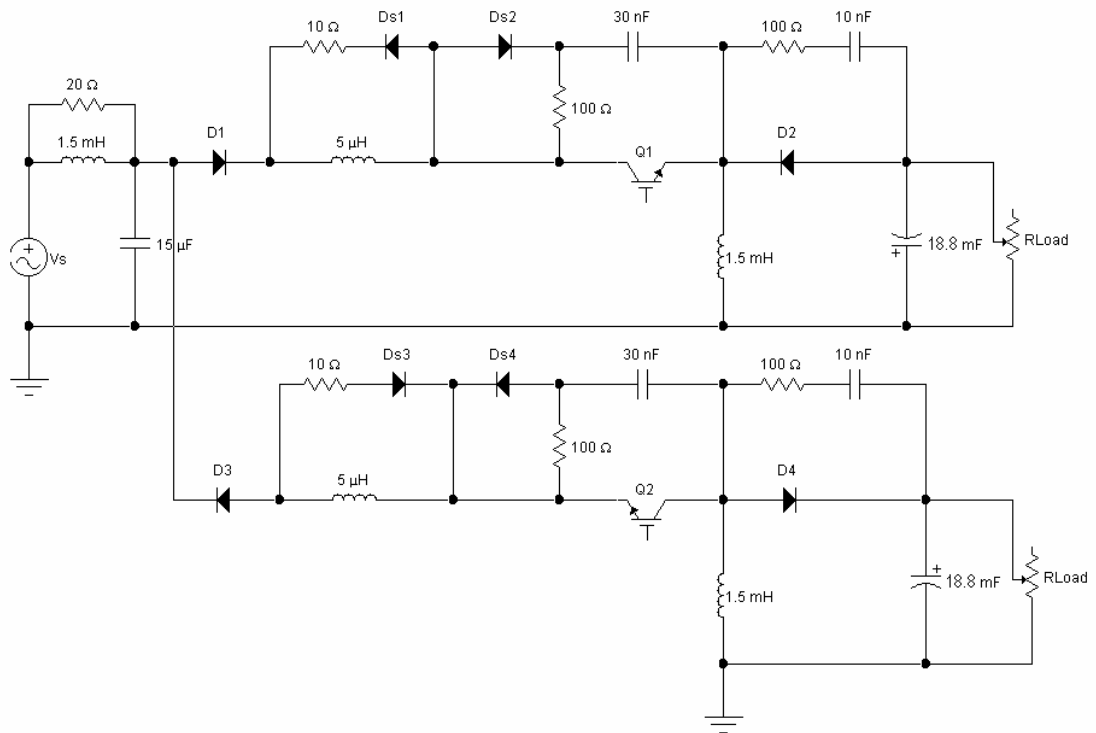 Ds1
Ds2
30 nF
100 Ω
10 nF
10 Ω
20 Ω
100 Ω
1.5 mH
D1
5 µH
Q1
D2
+
Vs
15 µF
1.5 mH
+
18.8 mF
RLoad
10 Ω
Ds3
Ds4
30 nF
100 Ω
10 nF
100 Ω
D3
5 µH
Q2
D4
1.5 mH
+
18.8 mF
RLoad